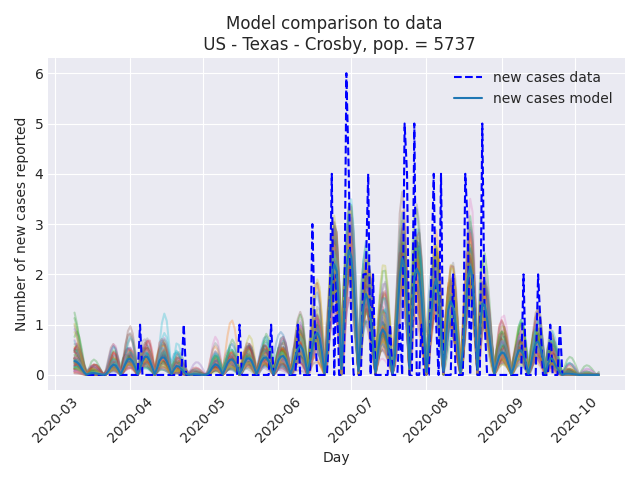 Model comparison to data
US - Texas - Crosby, pop. = 5737
new cases data
new cases model
Number of new cases reported
6
5
4
3
2
1
0
2020-03
2020-04
2020-05
2020-06
2020-07
2020-08
2020-09
2020-10
Day